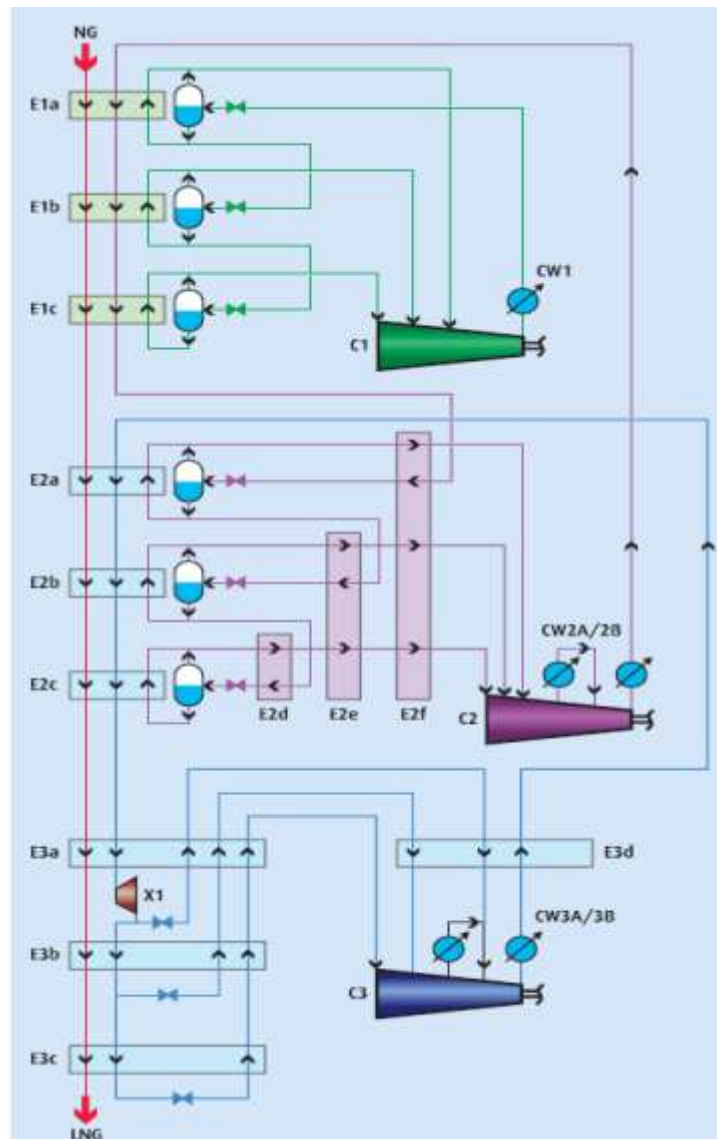 NG
E1a
E1b
E1c
CW1
C1
E2a
E2b
E2c
E2d
E2e
E2f
CW2A/2B
C2
E3a
E3d
X1
E3b
CW3A/3B
C3
E3c
LNG